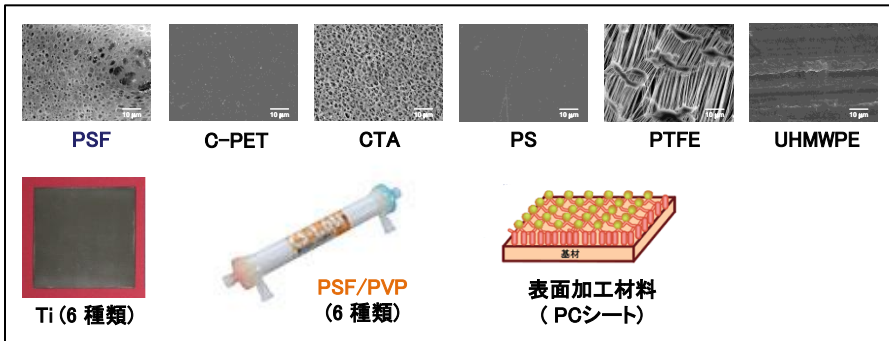 10 μm
10 μm
10 μm
10 μm
10 μm
10 μm
PSF
C-PET
CTA
PS
PTFE
UHMWPE
基材
PSF/PVP
(6 種類)
表面加工材料
( PCシート)
Ti (6 種類)